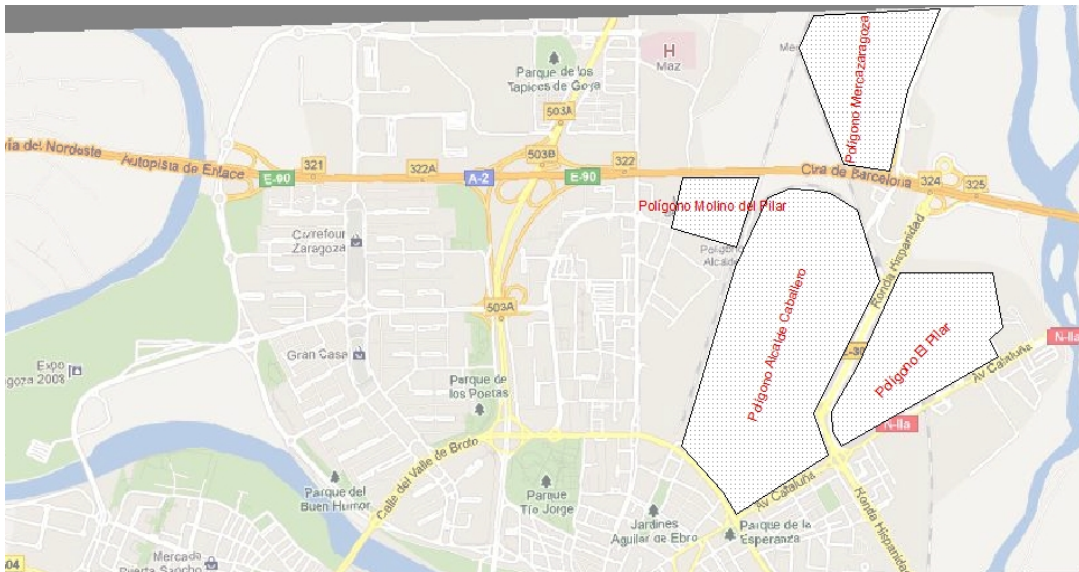 H
Maz
Parque de los
Tapices de Goya
503A
Polígono Mercazaragoza
vía del Nordeste
Autopista de Enlace
E-90
321
322A
A-2
503B
E-90
322
Ctra de Barcelona
324
325
Polígono Molino del Pilar
Carrefour
Zaragoza
Ronda Hispanidad
503A
Polígono Alcalde Caballero
Gran Casa
Expo
goza 2008
Parque de
los Poetas
E-30
Polígono El Pilar
N-IIa
Av Cataluña
N-IIa
Calle del Valle de Broto
Parque del
Buen Humor
Parque
Tío Jorge
Av Cataluña
Jardines
Aguilar de Ebro
Parque de la
Esperanza
Ronda Hispanidad
Mercado
Puerta Sancho
504